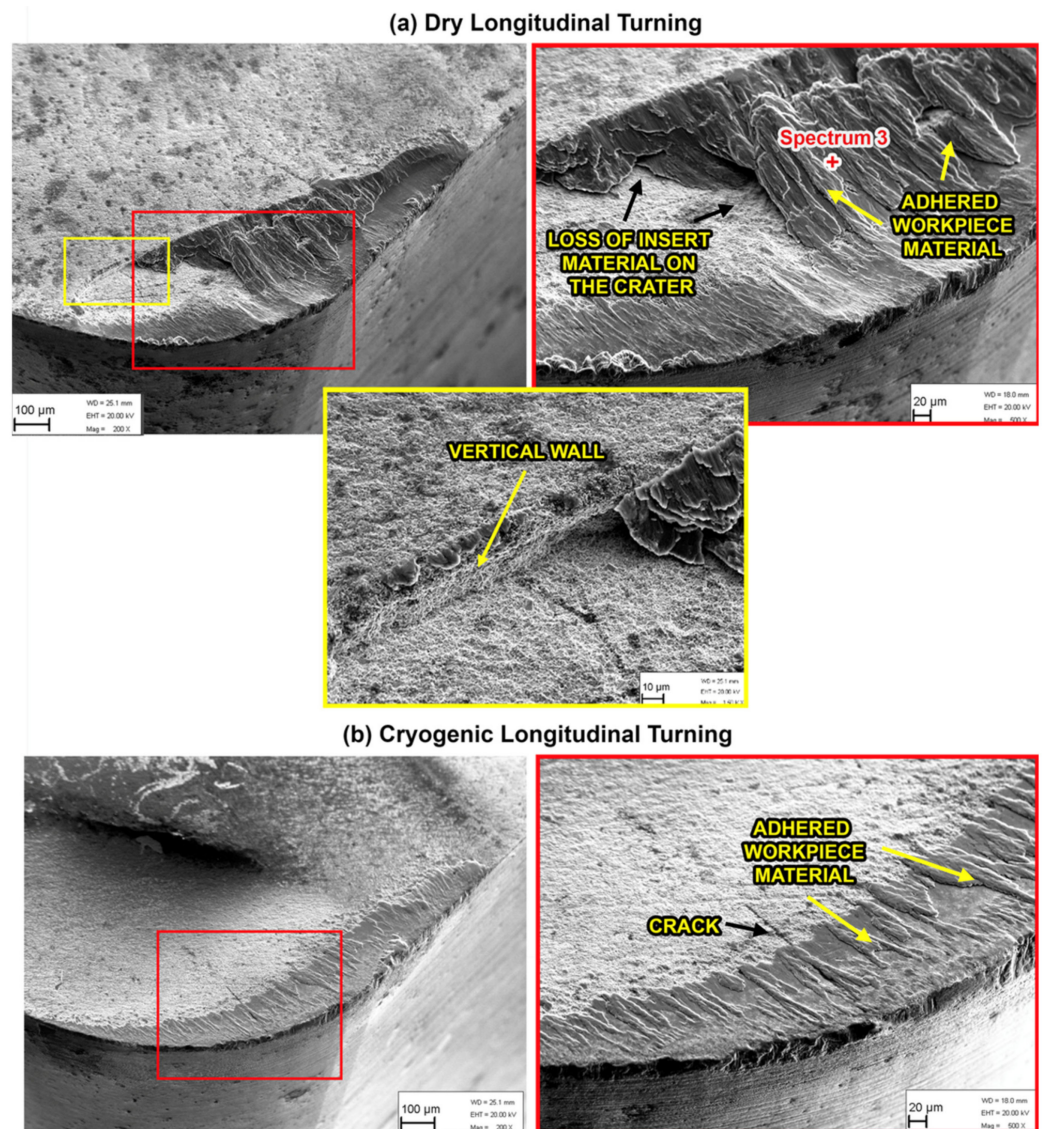 (a) Dry Longitudinal Turning
100 µm
WD = 25.1 mm
EHT = 20.00 kV
Mag = 200 X
Spectrum 3
+
LOSS OF INSERT
MATERIAL ON
THE CRATER
ADHERED
WORKPIECE
MATERIAL
20 µm
WD = 18.0 mm
EHT = 20.00 kV
Mag = 500 X
VERTICAL WALL
10 µm
WD = 25.1 mm
EHT = 20.00 kV
(b) Cryogenic Longitudinal Turning
100 µm
WD = 25.1 mm
EHT = 20.00 kV
Mag = 200 X
ADHERED
WORKPIECE
MATERIAL
CRACK
20 µm
WD = 18.0 mm
EHT = 20.00 kV
Mag = 500 X